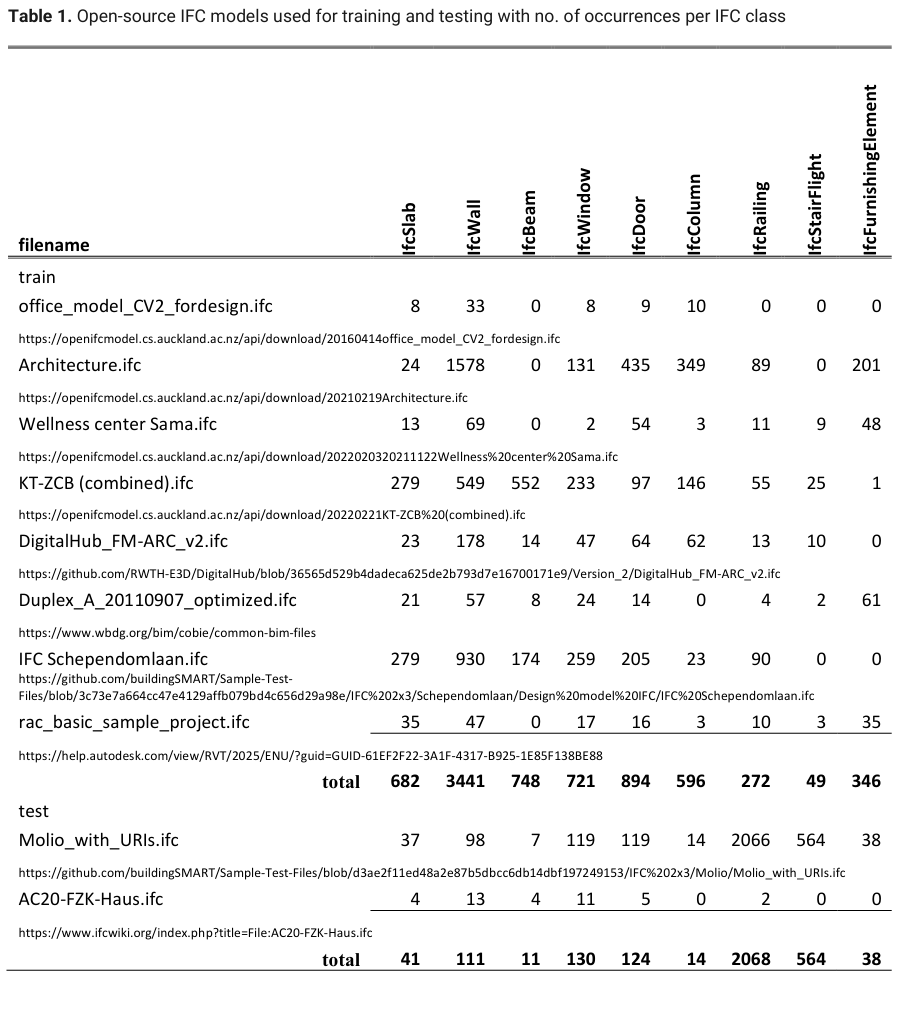 Table 1. Open-source IFC models used for training and testing with no. of occurrences per IFC class
filename IfcSlab IfcWall IfcBeam IfcWindow IfcDoor IfcColumn IfcRailing IfcStairFlight IfcFurnishingElement
train
office_model_CV2_fordesign.ifc 8 33 0 8 9 10 0 0 0
https://openifcmodel.cs.auckland.ac.nz/api/download/20160414office_model_CV2_fordesign.ifc
Architecture.ifc 24 1578 0 131 435 349 89 0 201
https://openifcmodel.cs.auckland.ac.nz/api/download/20210219Architecture.ifc
Wellness center Sama.ifc 13 69 0 2 54 3 11 9 48
https://openifcmodel.cs.auckland.ac.nz/api/download/2022020320211122Wellness%20center%20Sama.ifc
KT-ZCB (combined).ifc 279 549 552 233 97 146 55 25 1
https://openifcmodel.cs.auckland.ac.nz/api/download/20220221KT-ZCB%20(combined).ifc
DigitalHub_FM-ARC_v2.ifc 23 178 14 47 64 62 13 10 0
https://github.com/RWTH-E3D/DigitalHub/blob/36565d529b4dadeca625de2b793d7e16700171e9/Version_2/DigitalHub_FM-ARC_v2.ifc
Duplex_A_20110907_optimized.ifc 21 57 8 24 14 0 4 2 61
https://www.wbdg.org/bim/cobie/common-bim-files
IFC Schependomlaan.ifc 279 930 174 259 205 23 90 0 0
https://github.com/buildingSMART/Sample-Test-
Files/blob/3c73e7a664cc47e4129affb079bd4c656d29a98e/IFC%202x3/Schependomlaan/Design%20model%20IFC/IFC%20Schependomlaan.ifc
rac_basic_sample_project.ifc 35 47 0 17 16 3 10 3 35
https://help.autodesk.com/view/RVT/2025/ENU/?guid=GUID-61EF2F22-3A1F-4317-B925-1E85F138BE88
total 682 3441 748 721 894 596 272 49 346
test
Molio_with_URIs.ifc 37 98 7 119 119 14 2066 564 38
https://github.com/buildingSMART/Sample-Test-Files/blob/d3ae2f11ed48a2e87b5dbcc6db14dbf197249153/IFC%202x3/Molio/Molio_with_URIs.ifc
AC20-FZK-Haus.ifc 4 13 4 11 5 0 2 0 0
https://www.ifcwiki.org/index.php?title=File:AC20-FZK-Haus.ifc
total 41 111 11 130 124 14 2068 564 38